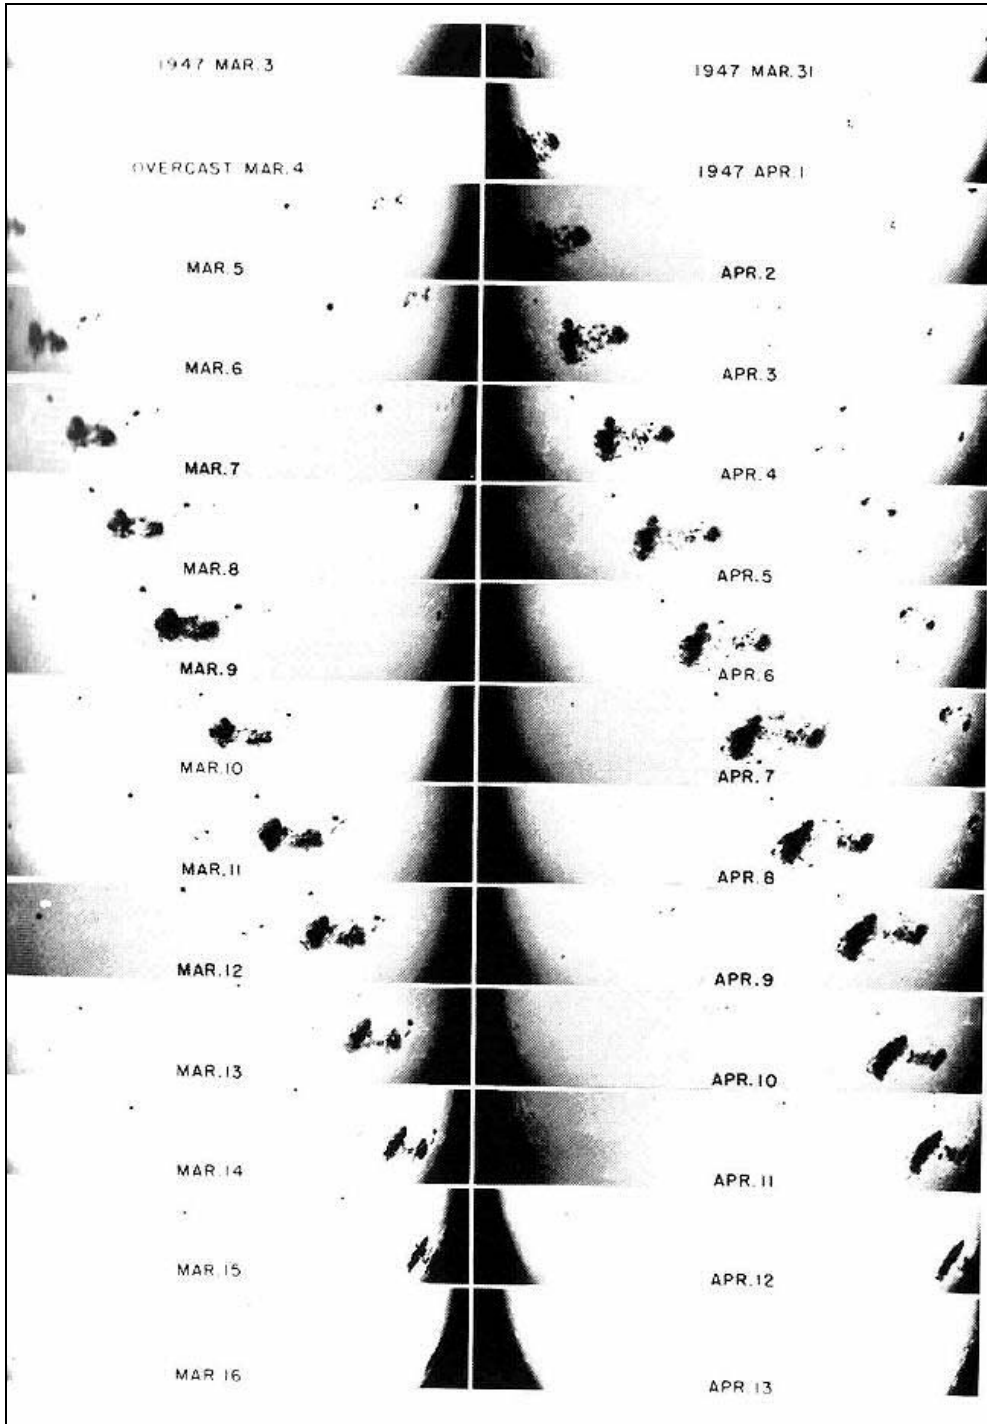 1947 MAR. 3
OVERCAST MAR. 4
MAR. 5
MAR. 6
MAR. 7
MAR. 8
MAR. 9
MAR. 10
MAR. 11
MAR. 12
MAR. 13
MAR. 14
MAR. 15
MAR 16
1947 MAR. 31
1947 APR. 1
APR. 2
APR. 3
APR. 4
APR. 5
APR. 6
APR. 7
APR. 8
APR. 9
APR. 10
APR. 11
APR. 12
APR. 13